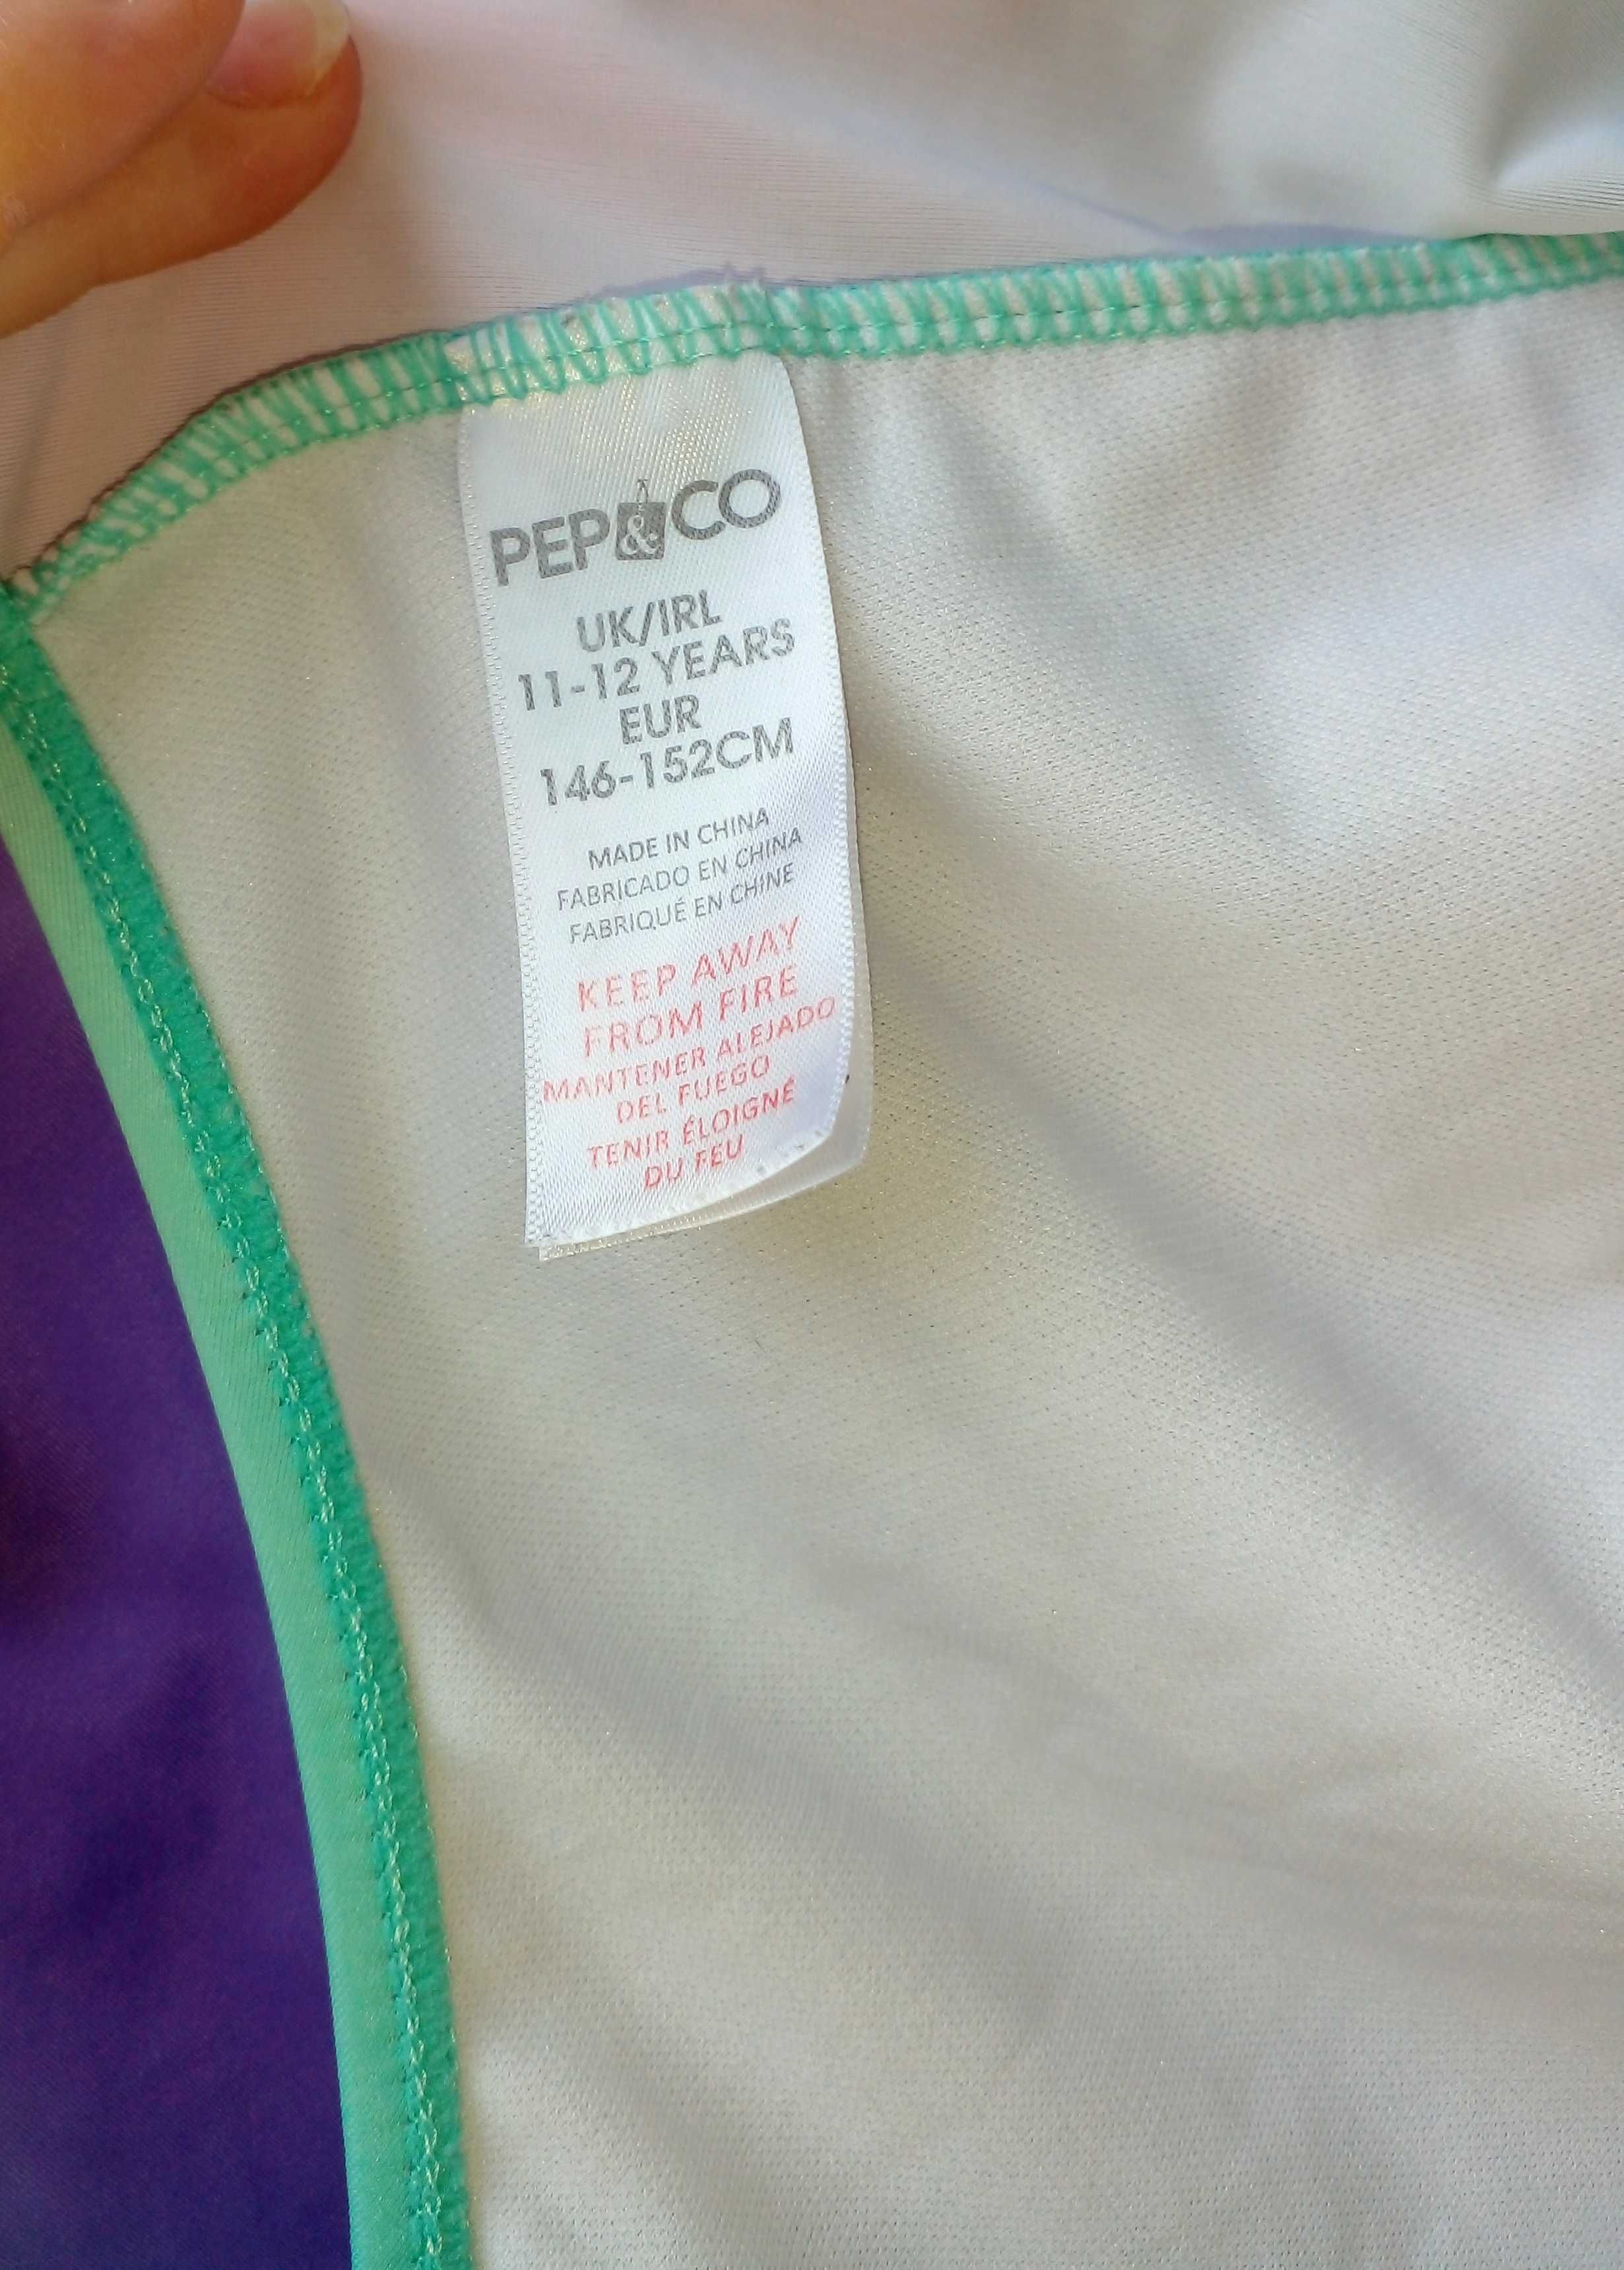 PEP&CO
UK/IRL
11-12 YEARS
EUR
146-152CM
MADE IN CHINA
FABRICADO EN CHINA
FABRIQUÉ EN CHINE
KEEP AWAY
FROM FIRE
MANTENER ALEJADO
DEL FUEGO
TENIR ÉLOIGNÉ
DU FEU